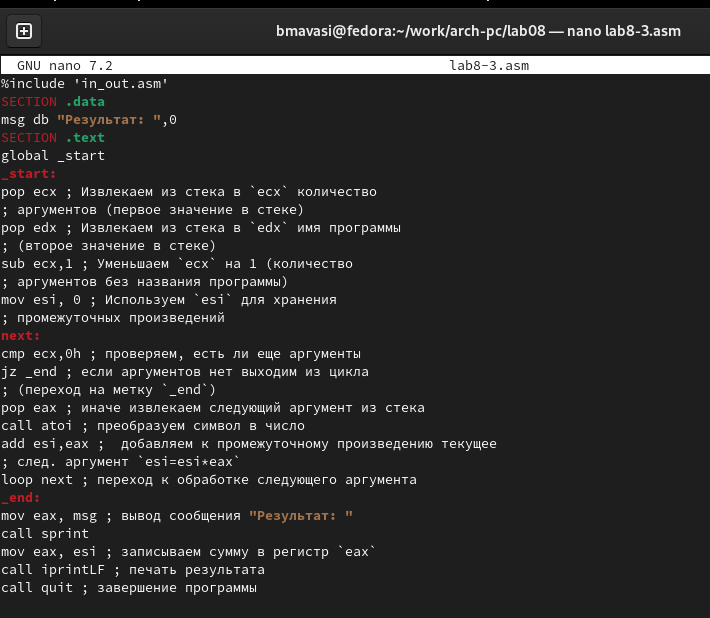 bmavasi@fedora:~/work/arch-pc/lab08 — nano lab8-3.asm
GNU nano 7.2 lab8-3.asm
%include 'in_out.asm'
SECTION .data
msg db "Результат: ",0
SECTION .text
global _start
_start:
pop ecx ; Извлекаем из стека в `ecx` количество
; аргументов (первое значение в стеке)
pop edx ; Извлекаем из стека в `edx` имя программы
; (второе значение в стеке)
sub ecx,1 ; Уменьшаем `ecx` на 1 (количество
; аргументов без названия программы)
mov esi, 0 ; Используем `esi` для хранения
; промежуточных произведений
next:
cmp ecx,0h ; проверяем, есть ли еще аргументы
jz _end ; если аргументов нет выходим из цикла
; (переход на метку `_end`)
pop eax ; иначе извлекаем следующий аргумент из стека
call atoi ; преобразуем символ в число
add esi,eax ;  добавляем к промежуточному произведению текущее
; след. аргумент `esi=esi*eax`
loop next ; переход к обработке следующего аргумента
_end:
mov eax, msg ; вывод сообщения "Результат: "
call sprint
mov eax, esi ; записываем сумму в регистр `eax`
call iprintLF ; печать результата
call quit ; завершение программы